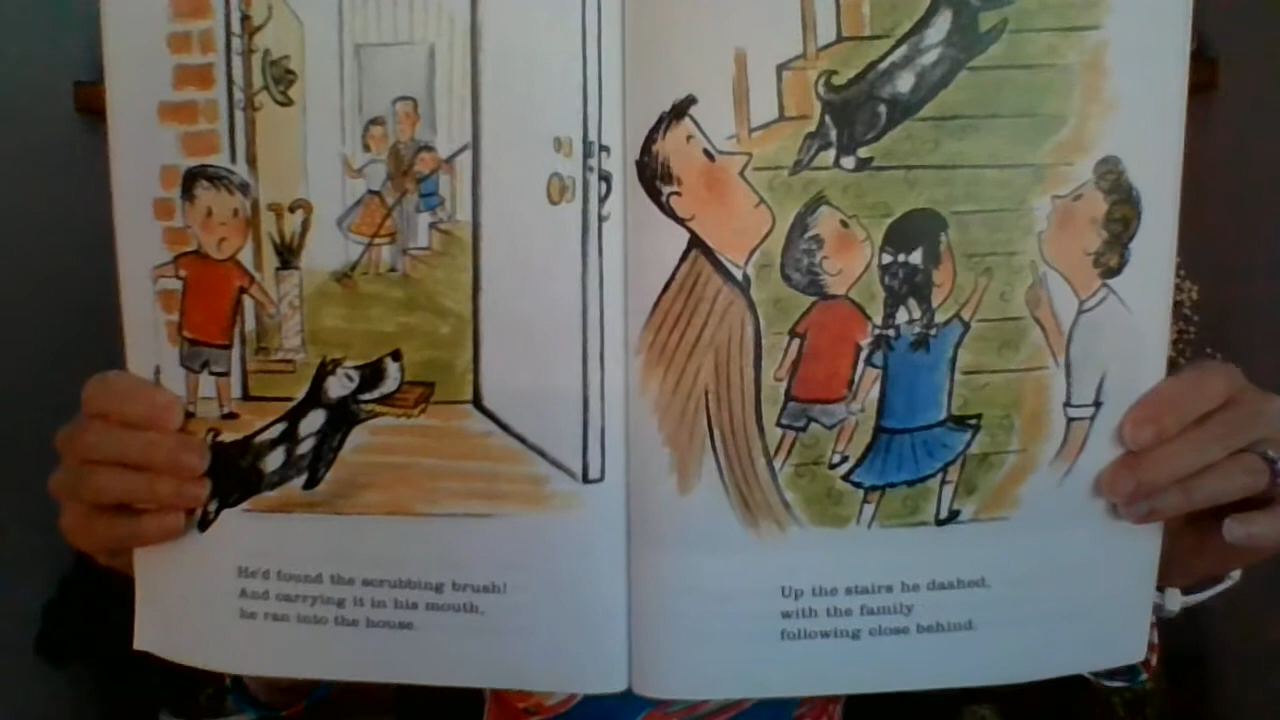 He'd found the scrubbing brush!
And carrying it in his mouth,
he ran into the house.
Up the stairs he dashed,
with the family
following close behind.